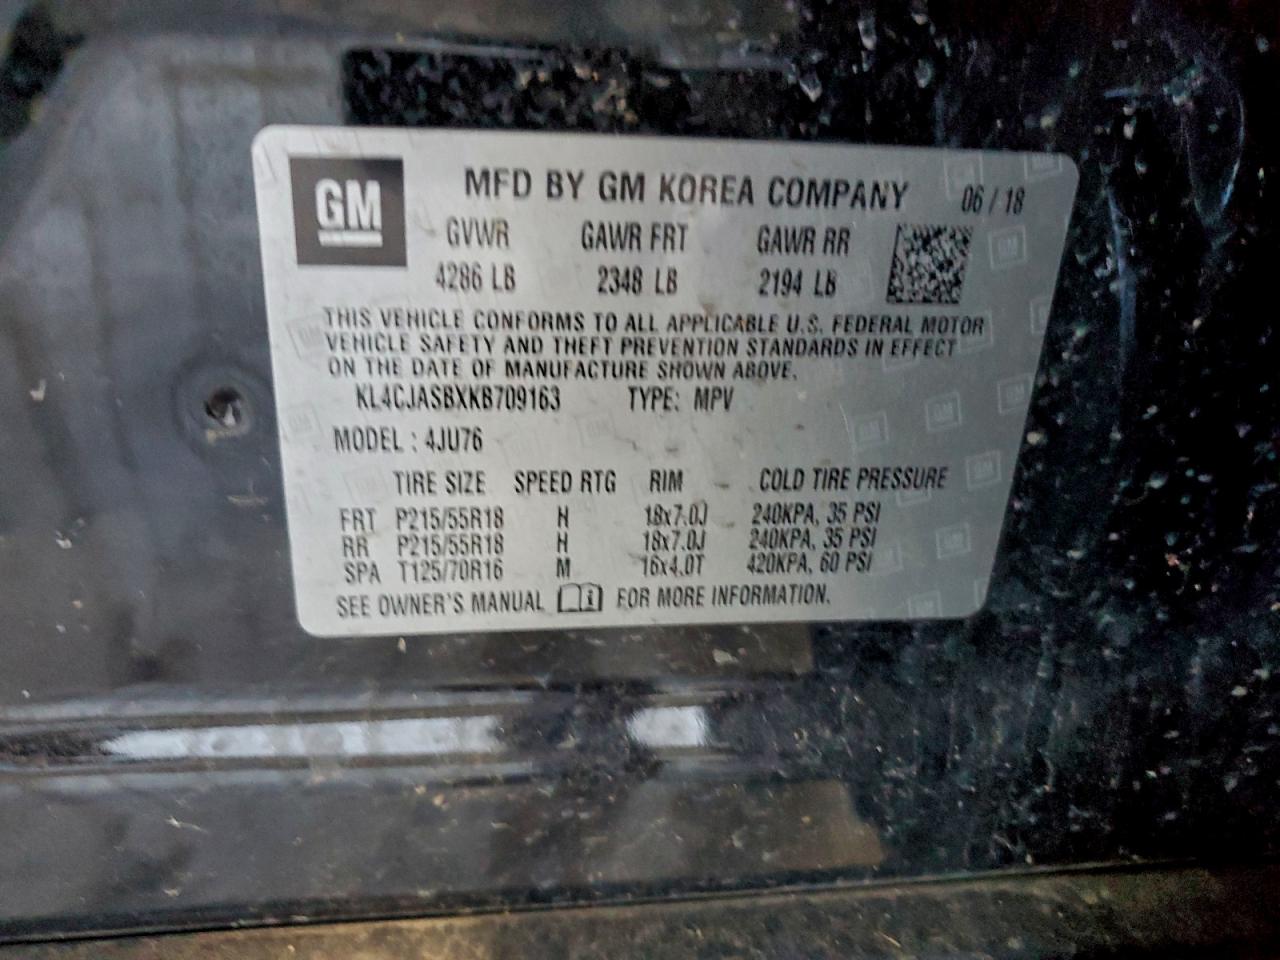 GM
MFD BY GM KOREA COMPANY 06 / 18
GVWR GAWR FRT GAWR RR
4286 LB 2348 LB 2194 LB
THIS VEHICLE CONFORMS TO ALL APPLICABLE U.S. FEDERAL MOTOR
VEHICLE SAFETY AND THEFT PREVENTION STANDARDS IN EFFECT
ON THE DATE OF MANUFACTURE SHOWN ABOVE.
KL4CJASBXKB709163 TYPE: MPV
MODEL : 4JU76
TIRE SIZE SPEED RTG RIM COLD TIRE PRESSURE
FRT P215/55R18 H 18x7.0J 240KPA, 35 PSI
RR P215/55R18 H 18x7.0J 240KPA, 35 PSI
SPA T125/70R16 M 16x4.0T 420KPA, 60 PSI
SEE OWNER'S MANUAL i FOR MORE INFORMATION.